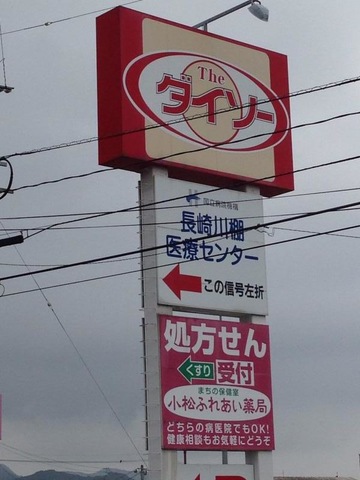 The
ダイソー
国立病院機構
長崎川棚
医療センター
この信号左折
処方せん
くすり 受付
まちの保健室
小松ふれあい薬局
どちらの病医院でもOK!
健康相談もお気軽にどうぞ